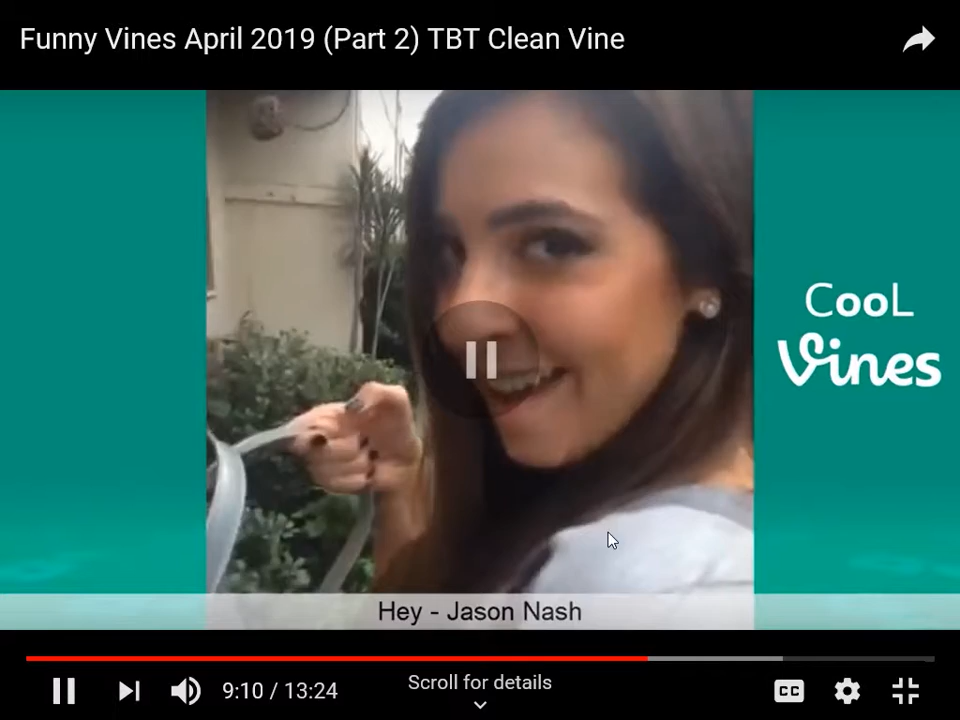 Funny Vines April 2019 (Part 2) TBT Clean Vine
CooL
Vines
Hey - Jason Nash
9:10 / 13:24
Scroll for details
CC